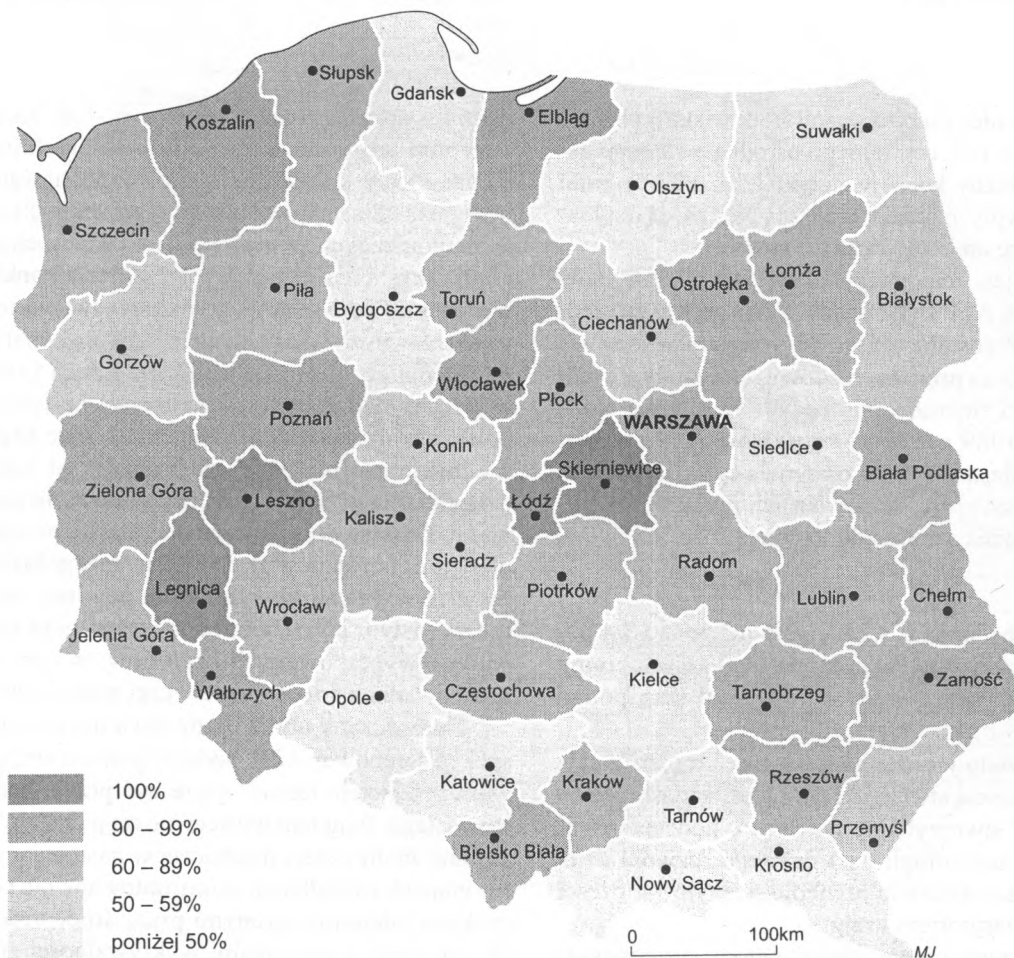 Słupsk
Gdańsk
Koszalin
Elbląg
Suwałki
Olsztyn
Szczecin
Piła
Bydgoszcz
Toruń
Ostrołęka
Łomża
Białystok
Ciechanów
Gorzów
Włocławek
Płock
Poznań
Konin
WARSZAWA
Siedlce
Biała Podlaska
Skierniewice
Zielona Góra
Leszno
Kalisz
Łódź
Sieradz
Piotrków
Radom
Lublin
Chełm
Legnica
Wrocław
Jelenia Góra
Wałbrzych
Opole
Częstochowa
Kielce
Tarnobrzeg
Zamość
Katowice
Kraków
Tarnów
Rzeszów
Przemyśl
Bielsko Biała
Nowy Sącz
Krosno
100%
90 – 99%
60 – 89%
50 – 59%
poniżej 50%
0 100km
MJ